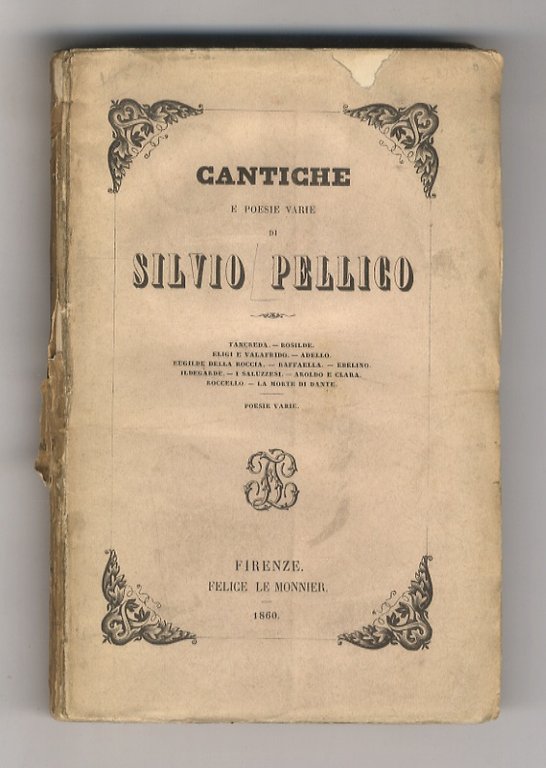 CANTICHE
E POESIE VARIE
DI
SILVIO PELLICO
TANCREDA. — ROSILDE.
ELIGI E VALAFRIDO. — ADELLO.
EUGILDE DELLA ROCCIA. — RAFFAELLA. — EBELINO.
ILDEGARDE. — I SALUZZESI. — AROLDO E CLARA.
ROCCELLO. — LA MORTE DI DANTE.
POESIE VARIE.
FIRENZE.
FELICE LE MONNIER.
1860.